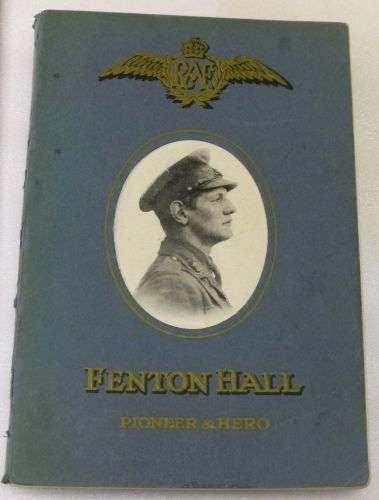 RAF
FENTON HALL
PIONEER & HERO